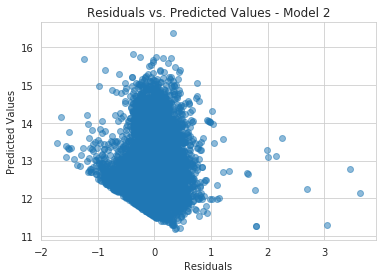 Residuals vs. Predicted Values - Model 2
16
15
14
13
12
11
Predicted Values
−2 −1 0 1 2 3
Residuals